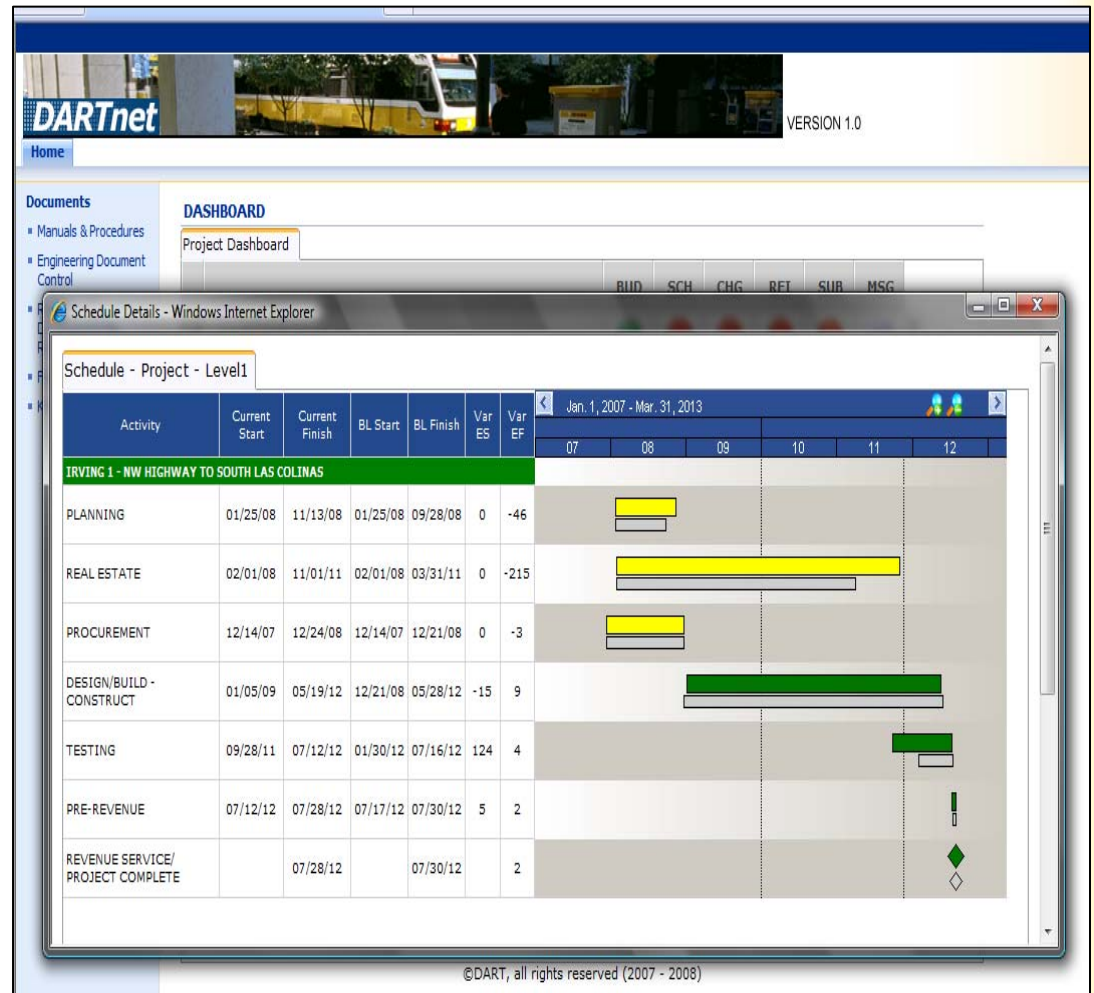 DARTnet
VERSION 1.0
Home
Documents
Manuals & Procedures
Engineering Document
Control
DASHBOARD
Project Dashboard
BUD SCH CHG RFI SUB MSG
Schedule Details - Windows Internet Explorer
Schedule - Project - Level1
Activity Current Start Current Finish BL Start BL Finish Var ES Var EF
Jan. 1, 2007 - Mar. 31, 2013
07 08 09 10 11 12
IRVING 1 - NW HIGHWAY TO SOUTH LAS COLINAS
PLANNING 01/25/08 11/13/08 01/25/08 09/28/08 0 -46
REAL ESTATE 02/01/08 11/01/11 02/01/08 03/31/11 0 -215
PROCUREMENT 12/14/07 12/24/08 12/14/07 12/21/08 0 -3
DESIGN/BUILD -
CONSTRUCT 01/05/09 05/19/12 12/21/08 05/28/12 -15 9
TESTING 09/28/11 07/12/12 01/30/12 07/16/12 124 4
PRE-REVENUE 07/12/12 07/28/12 07/17/12 07/30/12 5 2
REVENUE SERVICE/
PROJECT COMPLETE 07/28/12 07/30/12 2
©DART, all rights reserved (2007 - 2008)